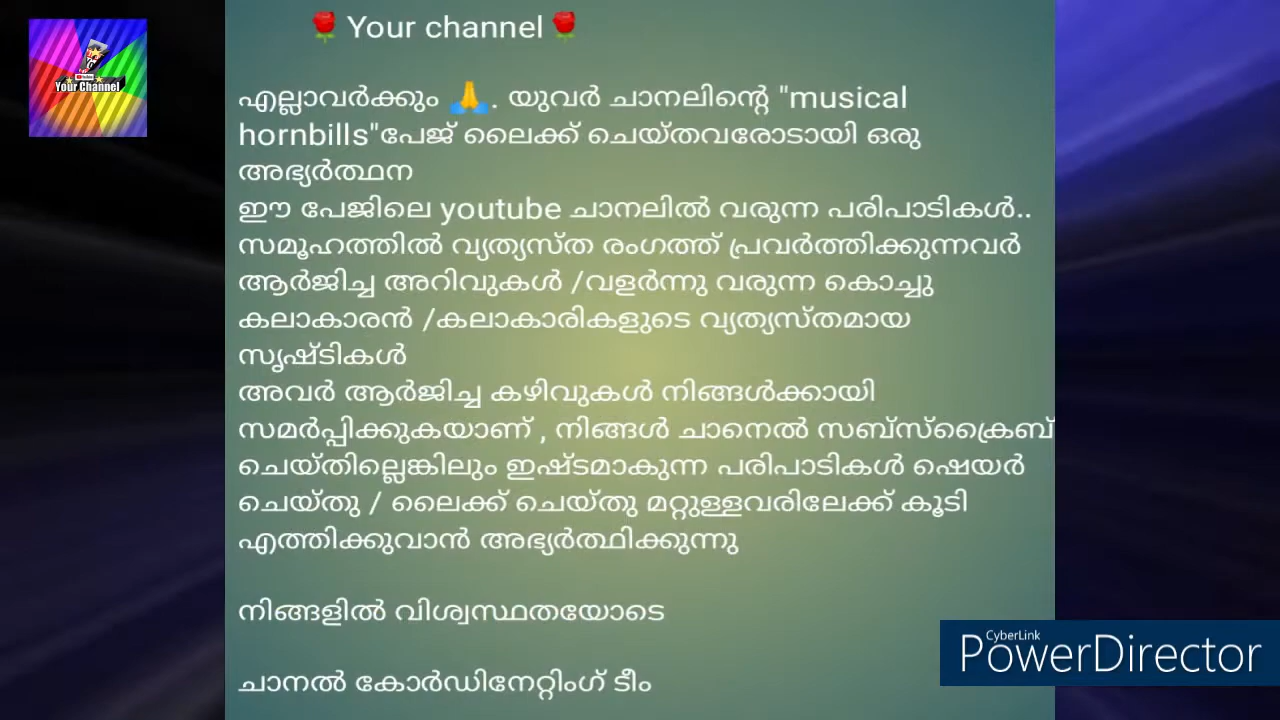 🌹 Your channel 🌹
എല്ലാവർക്കും 🙏. യുവർ ചാനലിന്റെ "musical
hornbills"പേജ് ലൈക്ക് ചെയ്തവരോടായി ഒരു
അഭ്യർത്ഥന
ഈ പേജിലെ youtube ചാനലിൽ വരുന്ന പരിപാടികൾ..
സമൂഹത്തിൽ വ്യത്യസ്ത രംഗത്ത് പ്രവർത്തിക്കുന്നവർ
ആർജിച്ച അറിവുകൾ /വളർന്നു വരുന്ന കൊച്ചു
കലാകാരൻ /കലാകാരികളുടെ വ്യത്യസ്തമായ
സൃഷ്ടികൾ
അവർ ആർജിച്ച കഴിവുകൾ നിങ്ങൾക്കായി
സമർപ്പിക്കുകയാണ് , നിങ്ങൾ ചാനെൽ സബ്സ്ക്രൈബ്
ചെയ്തില്ലെങ്കിലും ഇഷ്ടമാകുന്ന പരിപാടികൾ ഷെയർ
ചെയ്തു / ലൈക്ക് ചെയ്തു മറ്റുള്ളവരിലേക്ക് കൂടി
എത്തിക്കുവാൻ അഭ്യർത്ഥിക്കുന്നു
നിങ്ങളിൽ വിശ്വസ്ഥതയോടെ
ചാനൽ കോർഡിനേറ്റിംഗ് ടീം
Your Channel
CyberLink
PowerDirector